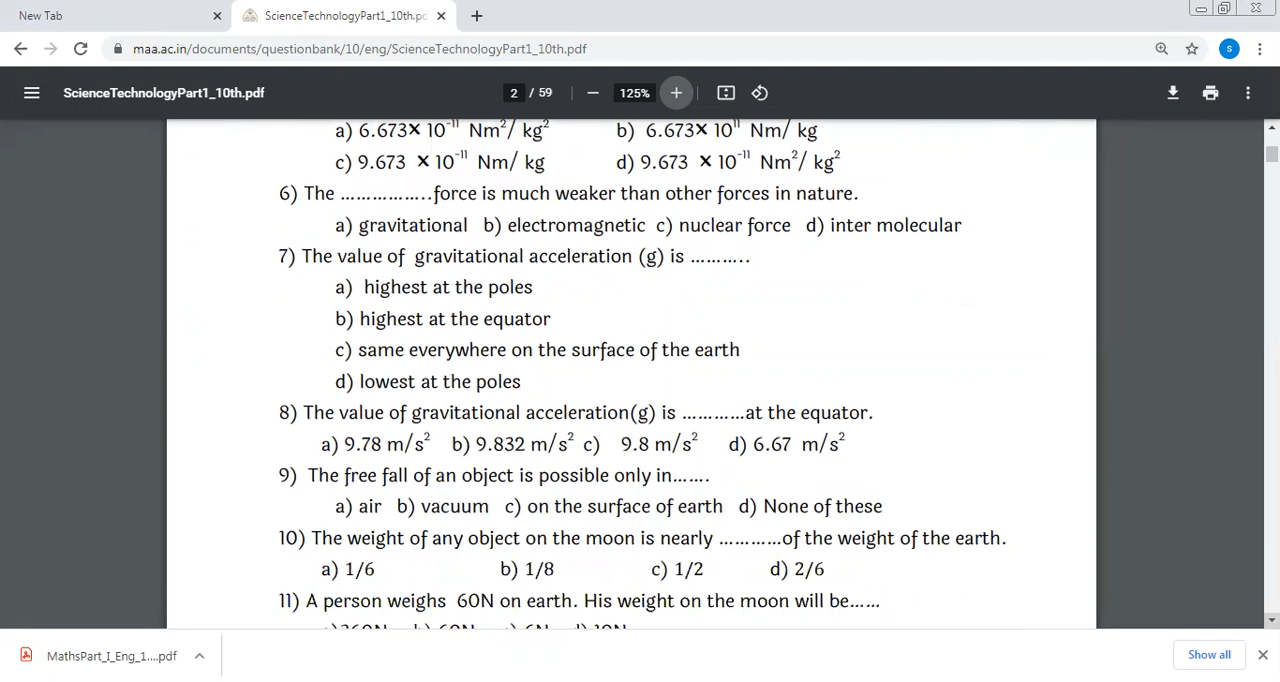 New Tab
ScienceTechnologyPart1_10th.pd
maa.ac.in/documents/questionbank/10/eng/ScienceTechnologyPart1_10th.pdf
S
ScienceTechnologyPart1_10th.pdf
2 / 59
125%
a) 6.673× 10⁻¹¹ Nm²/ kg² b) 6.673× 10¹¹ Nm/ kg
c) 9.673 × 10⁻¹¹ Nm/ kg d) 9.673 × 10⁻¹¹ Nm²/ kg²
6) The ……………..force is much weaker than other forces in nature.
a) gravitational b) electromagnetic c) nuclear force d) inter molecular
7) The value of gravitational acceleration (g) is ………..
a) highest at the poles
b) highest at the equator
c) same everywhere on the surface of the earth
d) lowest at the poles
8) The value of gravitational acceleration(g) is …………at the equator.
a) 9.78 m/s² b) 9.832 m/s² c) 9.8 m/s² d) 6.67 m/s²
9) The free fall of an object is possible only in…….
a) air b) vacuum c) on the surface of earth d) None of these
10) The weight of any object on the moon is nearly …………of the weight of the earth.
a) 1/6 b) 1/8 c) 1/2 d) 2/6
11) A person weighs 60N on earth. His weight on the moon will be……
a)360N b) 60N c) 6N d) 10N
MathsPart_I_Eng_1....pdf
Show all